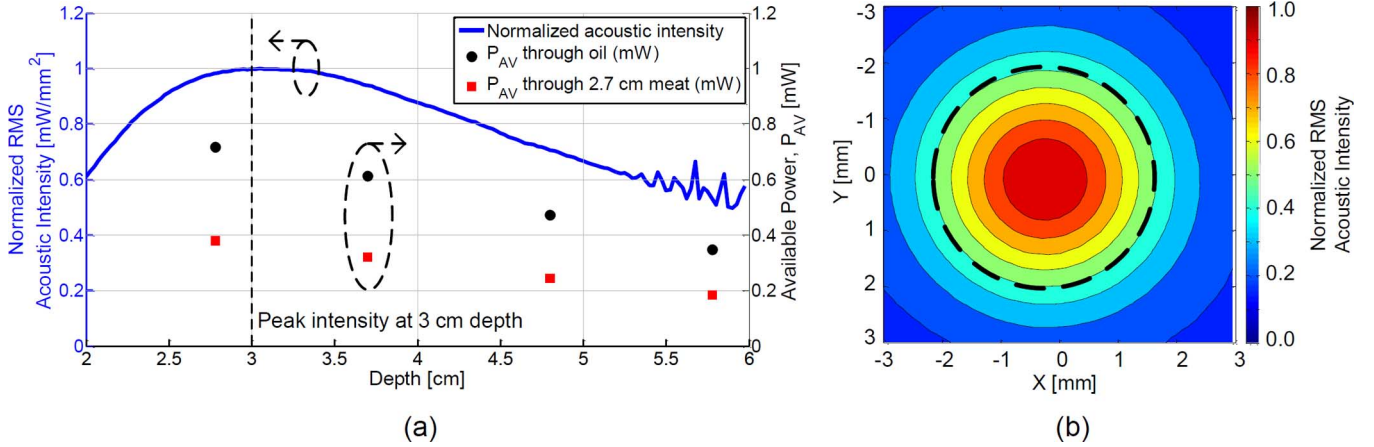 1.2
1
0.8
0.6
0.4
0.2
0
Normalized RMS
Acoustic Intensity [mW/mm²]
Normalized acoustic intensity
P_AV through oil (mW)
P_AV through 2.7 cm meat (mW)
Peak intensity at 3 cm depth
2 2.5 3 3.5 4 4.5 5 5.5 6
Depth [cm]
1.2
1
0.8
0.6
0.4
0.2
0
Available Power, P_AV [mW]
(a)
-3
-2
-1
0
1
2
3
Y [mm]
-3 -2 -1 0 1 2 3
X [mm]
1.0
0.8
0.6
0.4
0.2
0.0
Normalized RMS
Acoustic Intensity
(b)